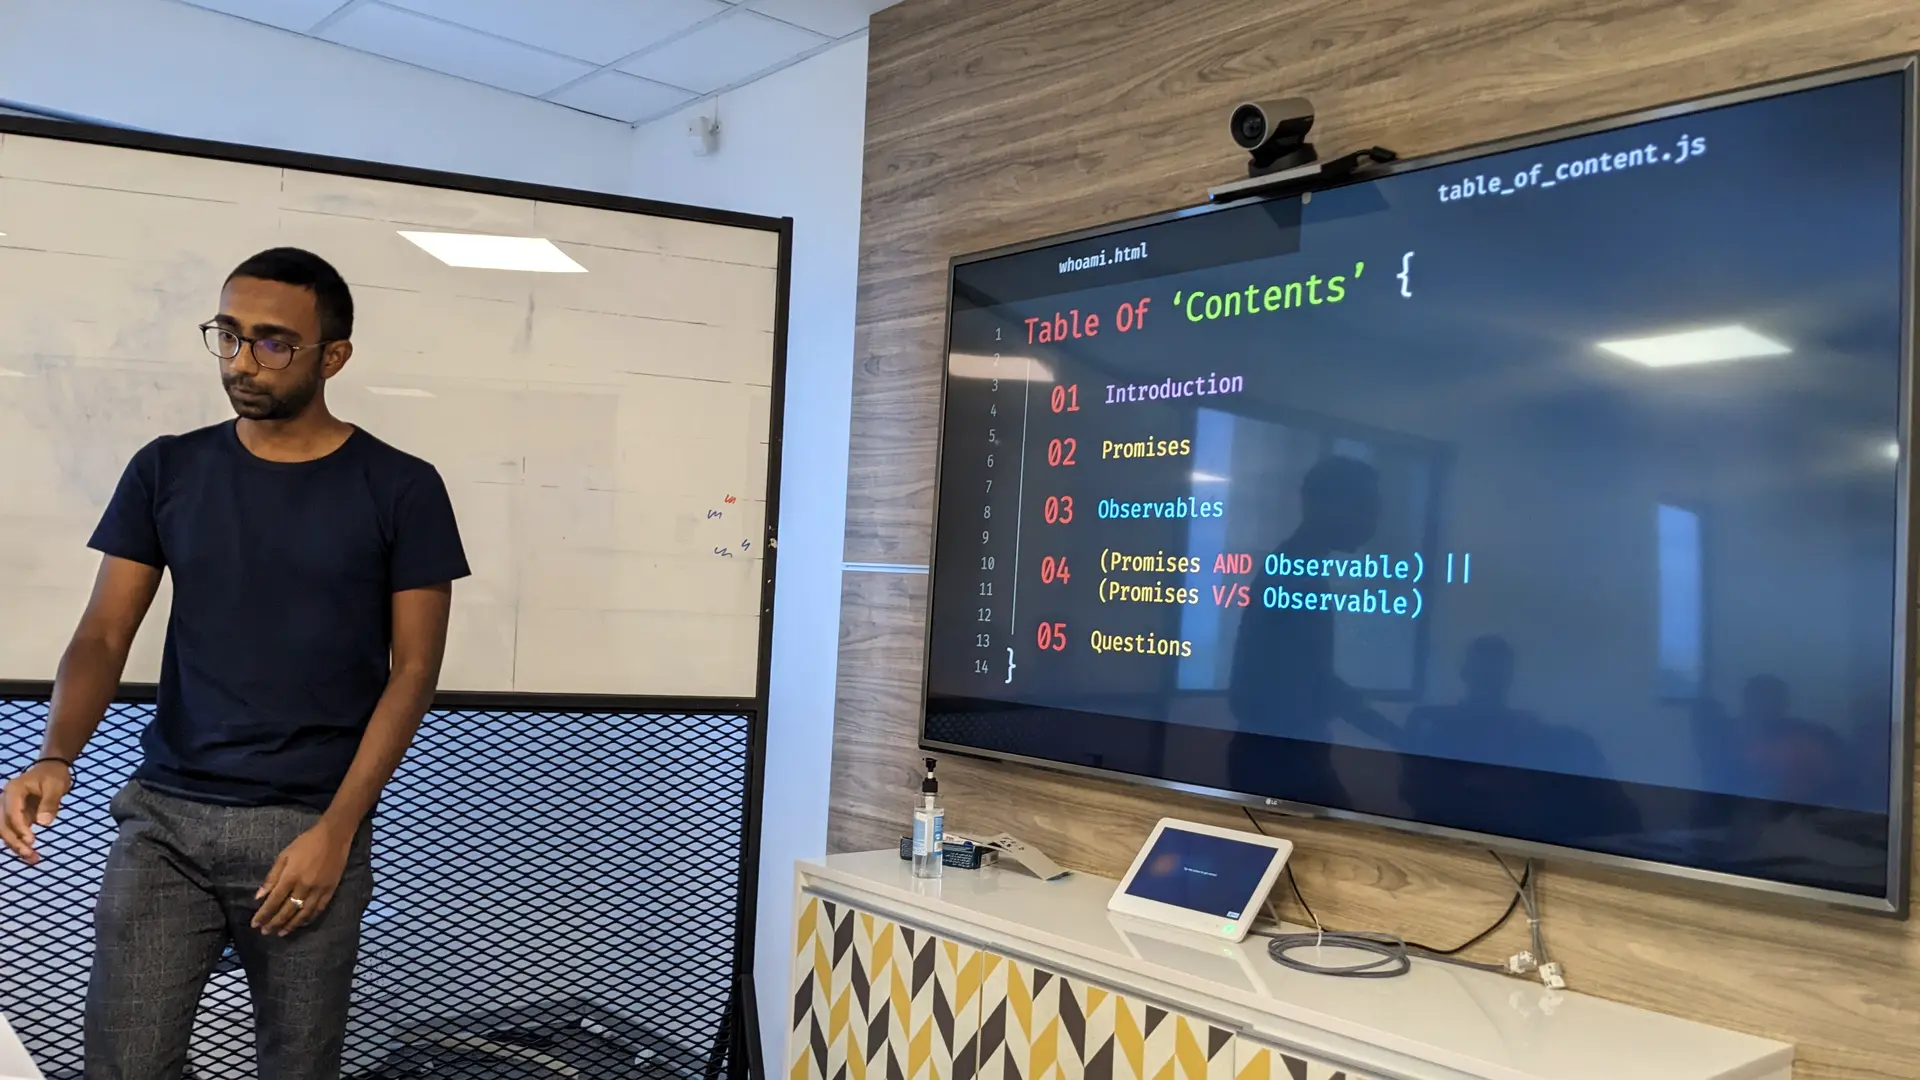 whoami.html
table_of_content.js
1 Table Of ‘Contents’ {
2
3 01 Introduction
4
5
6 02 Promises
7
8 03 Observables
9
10 04 (Promises AND Observable) ||
11 (Promises V/S Observable)
12
13 05 Questions
14 }
LG